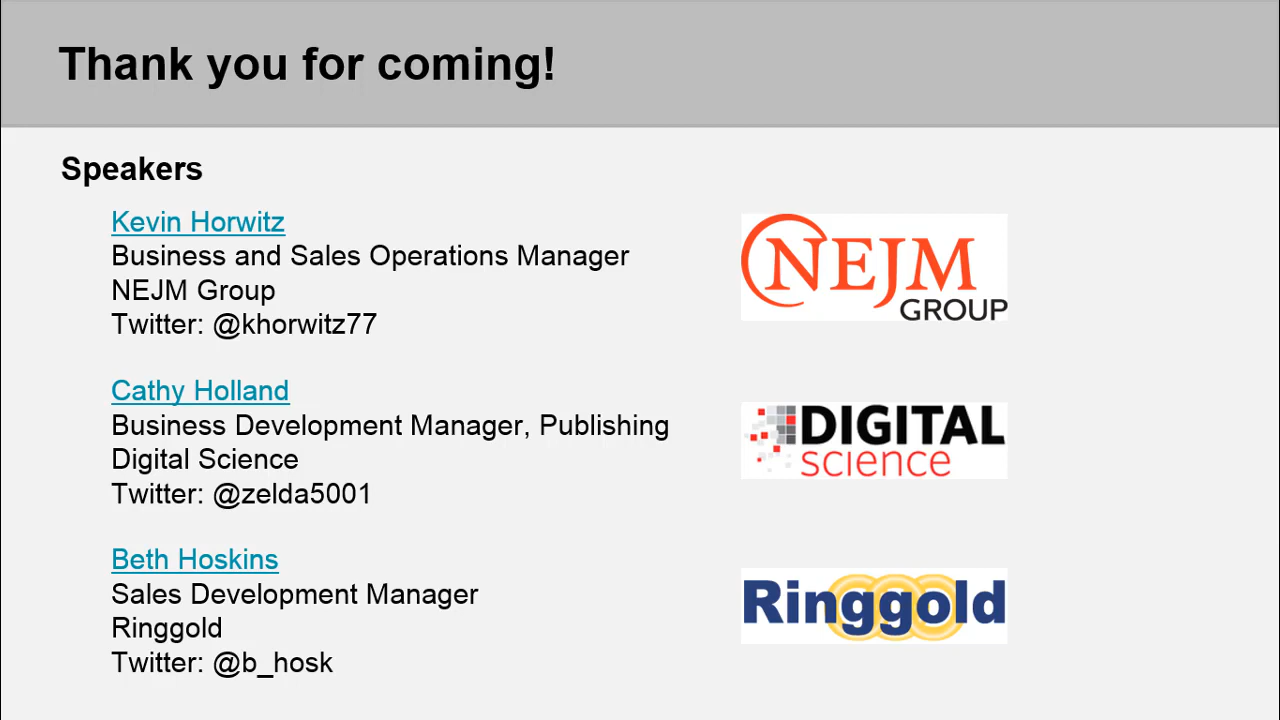 Thank you for coming!
Speakers
Kevin Horwitz
Business and Sales Operations Manager
NEJM Group
Twitter: @khorwitz77
NEJM
GROUP
Cathy Holland
Business Development Manager, Publishing
Digital Science
Twitter: @zelda5001
DIGITAL
science
Beth Hoskins
Sales Development Manager
Ringgold
Twitter: @b_hosk
Ringgold